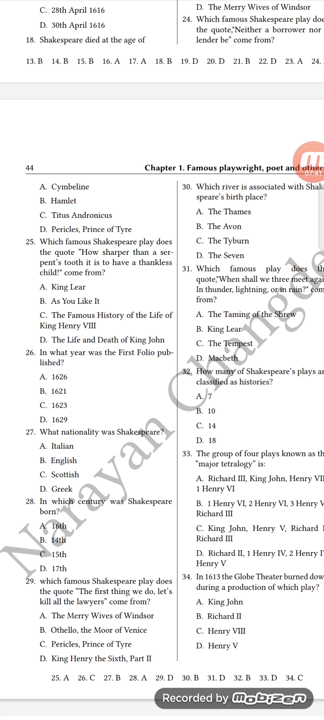 C. 28th April 1616
D. 30th April 1616
18. Shakespeare died at the age of
D. The Merry Wives of Windsor
24. Which famous Shakespeare play doe
the quote,"Neither a borrower nor
lender be" come from?
13. B 14. B 15. B 16. A 17. A 18. B 19. D 20. D 21. B 22. D 23. A 24.
44
Chapter 1. Famous playwright, poet and other
A. Cymbeline
B. Hamlet
C. Titus Andronicus
D. Pericles, Prince of Tyre
25. Which famous Shakespeare play does
the quote "How sharper than a ser-
pent's tooth it is to have a thankless
child!" come from?
A. King Lear
B. As You Like It
C. The Famous History of the Life of
King Henry VIII
D. The Life and Death of King John
26. In what year was the First Folio pub-
lished?
A. 1626
B. 1621
C. 1623
D. 1629
27. What nationality was Shakespeare?
A. Italian
B. English
C. Scottish
D. Greek
28. In which century was Shakespeare
born?
A. 16th
B. 14th
C. 15th
D. 17th
29. which famous Shakespeare play does
the quote "The first thing we do, let's
kill all the lawyers" come from?
A. The Merry Wives of Windsor
B. Othello, the Moor of Venice
C. Pericles, Prince of Tyre
D. King Henry the Sixth, Part II
30. Which river is associated with Shak
speare's birth place?
A. The Thames
B. The Avon
C. The Tyburn
D. The Seven
31. Which famous play does th
quote,"When shall we three meet agai
In thunder, lightning, or in rain?" com
from?
A. The Taming of the Shrew
B. King Lear
C. The Tempest
D. Macbeth
32. How many of Shakespeare's plays ar
classified as histories?
A. 7
B. 10
C. 14
D. 18
33. The group of four plays known as th
"major tetralogy" is:
A. Richard III, King John, Henry VII
1 Henry VI
B. 1 Henry VI, 2 Henry VI, 3 Henry V
Richard III
C. King John, Henry V, Richard I
Richard III
D. Richard II, 1 Henry IV, 2 Henry I
Henry V
34. In 1613 the Globe Theater burned dow
during a production of which play?
A. King John
B. Richard II
C. Henry VIII
D. Henry V
25. A 26. C 27. B 28. A 29. D 30. B 31. D 32. B 33. D 34. C
Narayan Changde
Recorded by mobizen